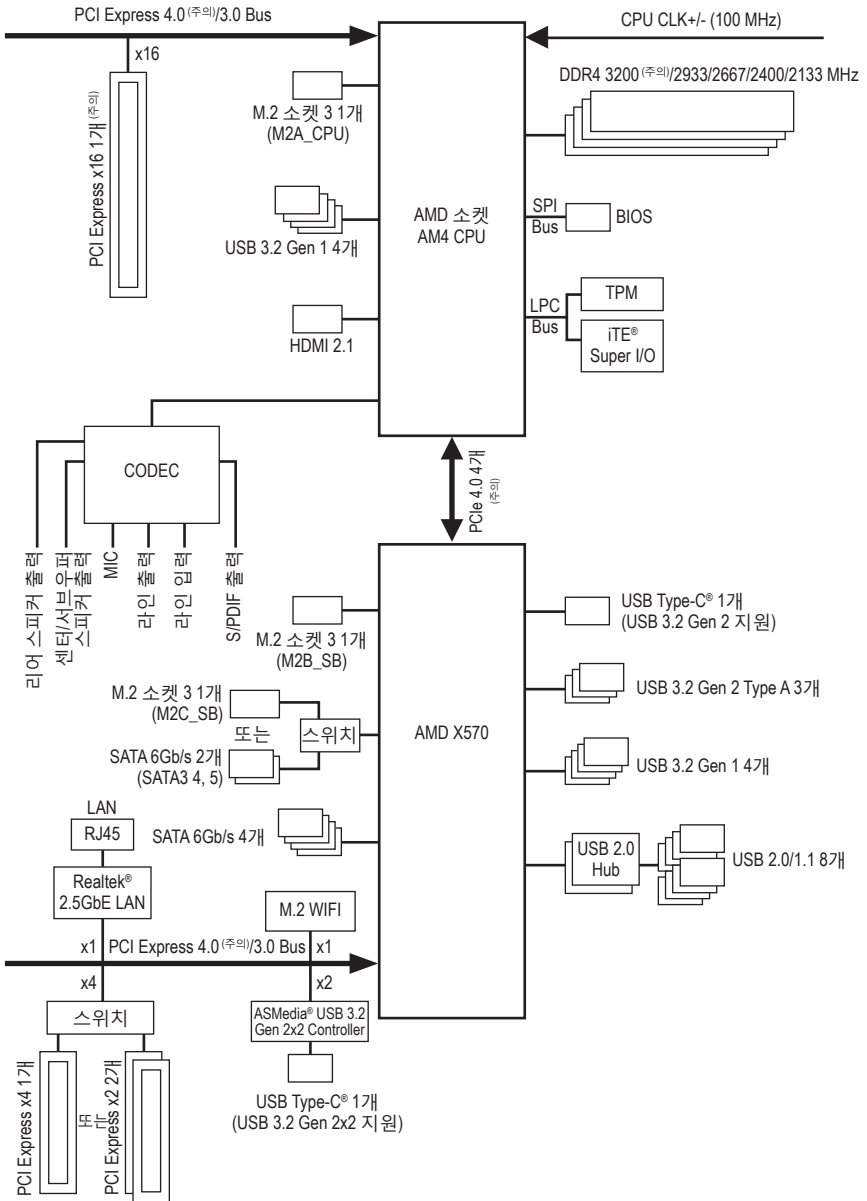 PCI Express 4.0 (주의)/3.0 Bus
CPU CLK+/- (100 MHz)
x16
PCI Express x16 1개 (주의)
M.2 소켓 3 1개
(M2A_CPU)
DDR4 3200 (주의)/2933/2667/2400/2133 MHz
USB 3.2 Gen 1 4개
AMD 소켓
AM4 CPU
SPI
Bus
BIOS
HDMI 2.1
LPC
Bus
TPM
iTE®
Super I/O
CODEC
PCIe 4.0 4개
(주의)
리어 스피커 출력
센터/서브우퍼
스피커 출력
MIC
라인 출력
라인 입력
S/PDIF 출력
M.2 소켓 3 1개
(M2B_SB)
USB Type-C® 1개
(USB 3.2 Gen 2 지원)
M.2 소켓 3 1개
(M2C_SB)
또는
스위치
SATA 6Gb/s 2개
(SATA3 4, 5)
AMD X570
USB 3.2 Gen 2 Type A 3개
USB 3.2 Gen 1 4개
LAN
RJ45
SATA 6Gb/s 4개
USB 2.0
Hub
USB 2.0/1.1 8개
Realtek®
2.5GbE LAN
M.2 WIFI
x1
PCI Express 4.0 (주의)/3.0 Bus
x1
x4
x2
스위치
ASMedia® USB 3.2
Gen 2x2 Controller
PCI Express x4 1개
또는
PCI Express x2 2개
USB Type-C® 1개
(USB 3.2 Gen 2x2 지원)